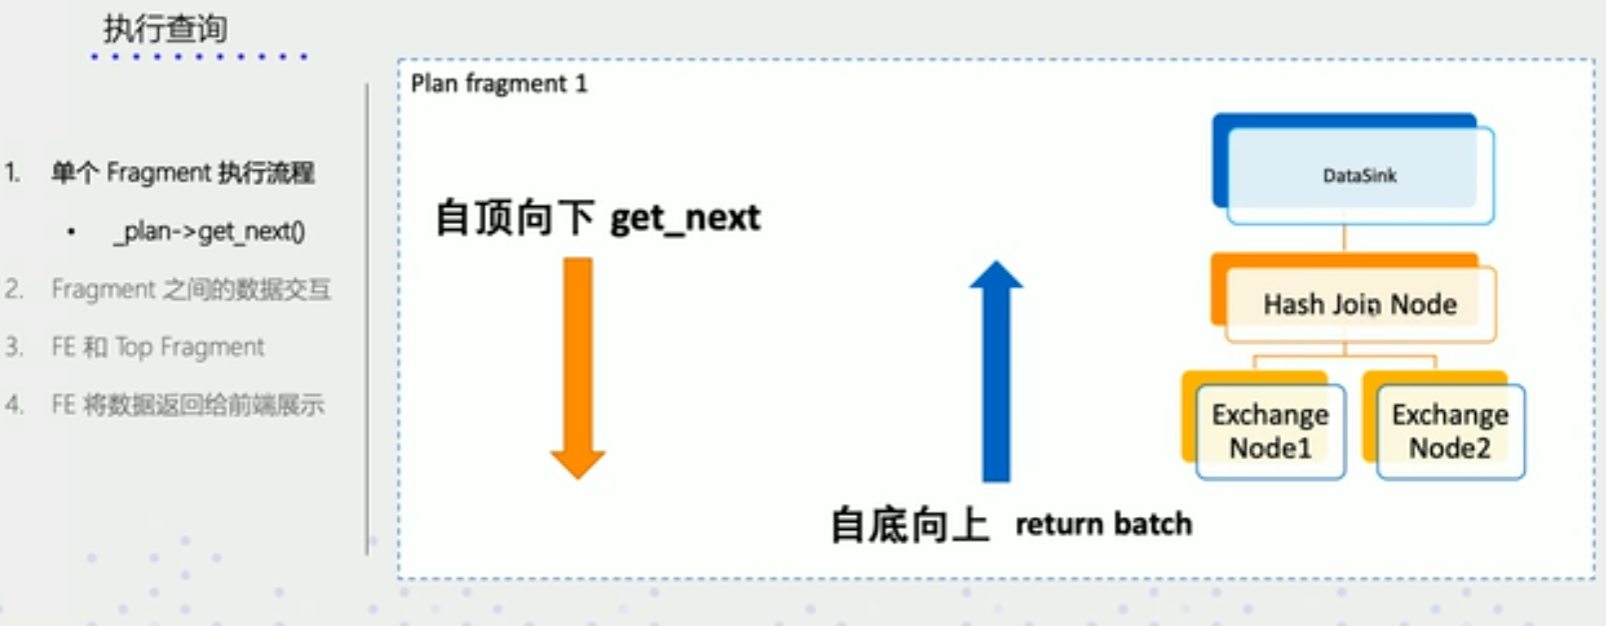 执行查询
1. 单个 Fragment 执行流程
• _plan->get_next()
2. Fragment 之间的数据交互
3. FE 和 Top Fragment
4. FE 将数据返回给前端展示
Plan fragment 1
自顶向下 get_next
自底向上 return batch
DataSink
Hash Join Node
Exchange
Node1
Exchange
Node2